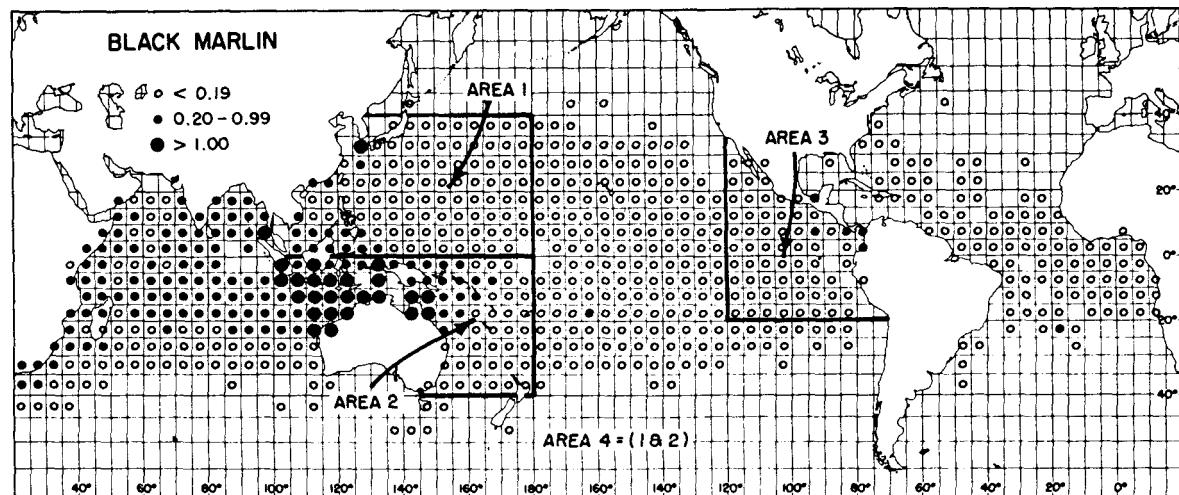 BLACK MARLIN
o < 0.19
● 0.20 - 0.99
● > 1.00
AREA 1
AREA 3
AREA 2
AREA 4 = (1 & 2)
40°
20°
0°
20°
40°
40° 60° 80° 100° 120° 140° 160° 180° 160° 140° 120° 100° 80° 60° 40° 20° 0°